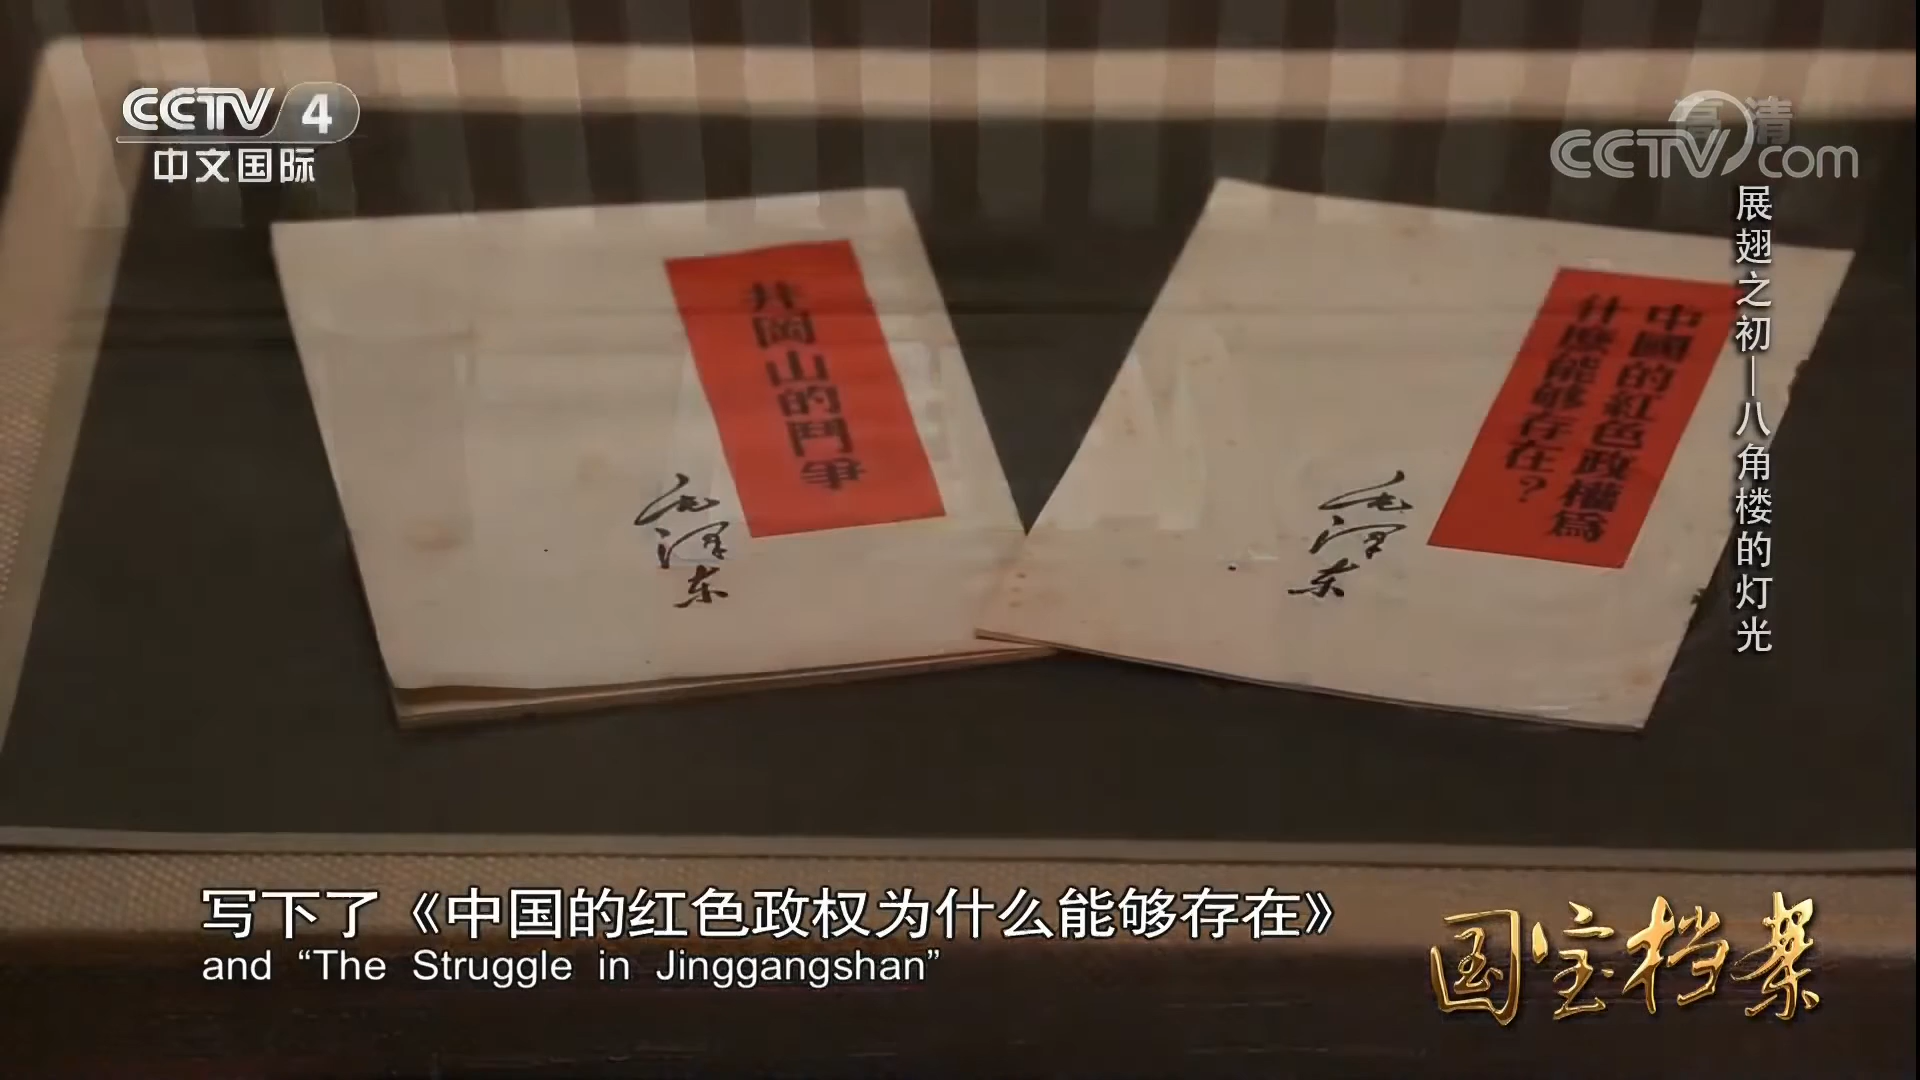 CCTV 4
中文国际
高清
CCTV com
展翅之初—八角楼的灯光
井岡山的鬥爭
毛泽东
中國的紅色政權爲
什麽能够存在?
毛泽东
写下了《中国的红色政权为什么能够存在》
and “The Struggle in Jinggangshan”
国宝档案